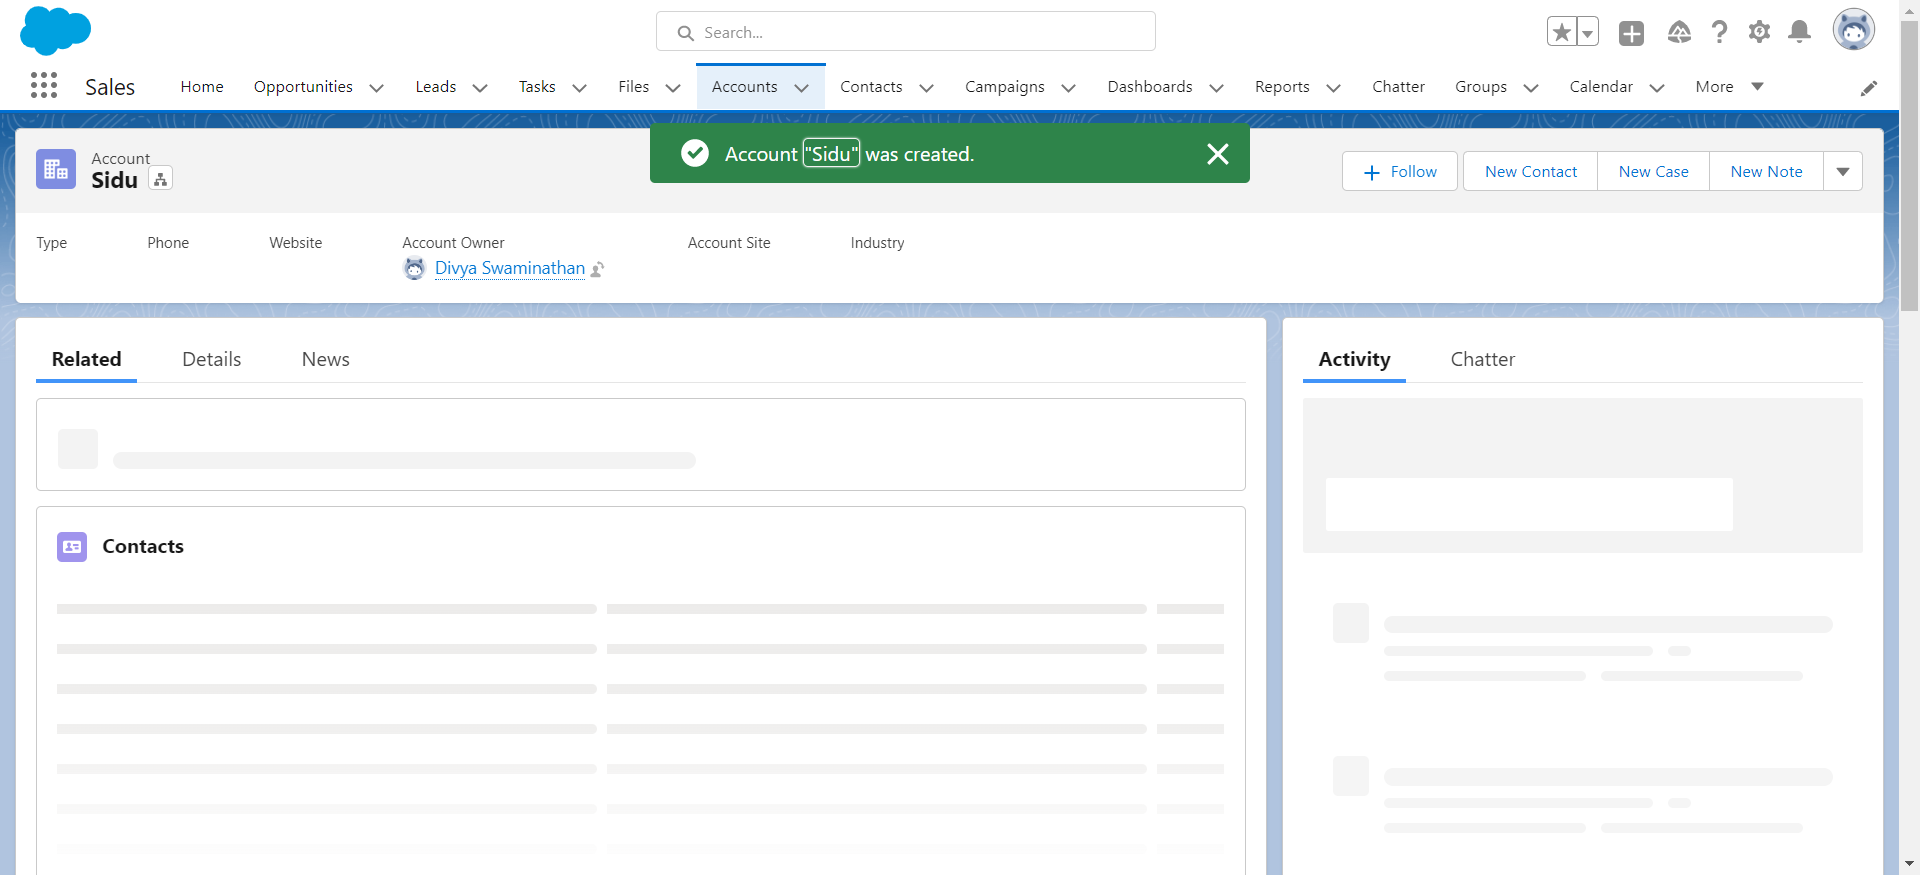 Search...
Sales
Home
Opportunities
Leads
Tasks
Files
Accounts
Contacts
Campaigns
Dashboards
Reports
Chatter
Groups
Calendar
More
Account "Sidu" was created.
Account
Sidu
Follow
New Contact
New Case
New Note
Type
Phone
Website
Account Owner
Account Site
Industry
Divya Swaminathan
Related
Details
News
Activity
Chatter
Contacts